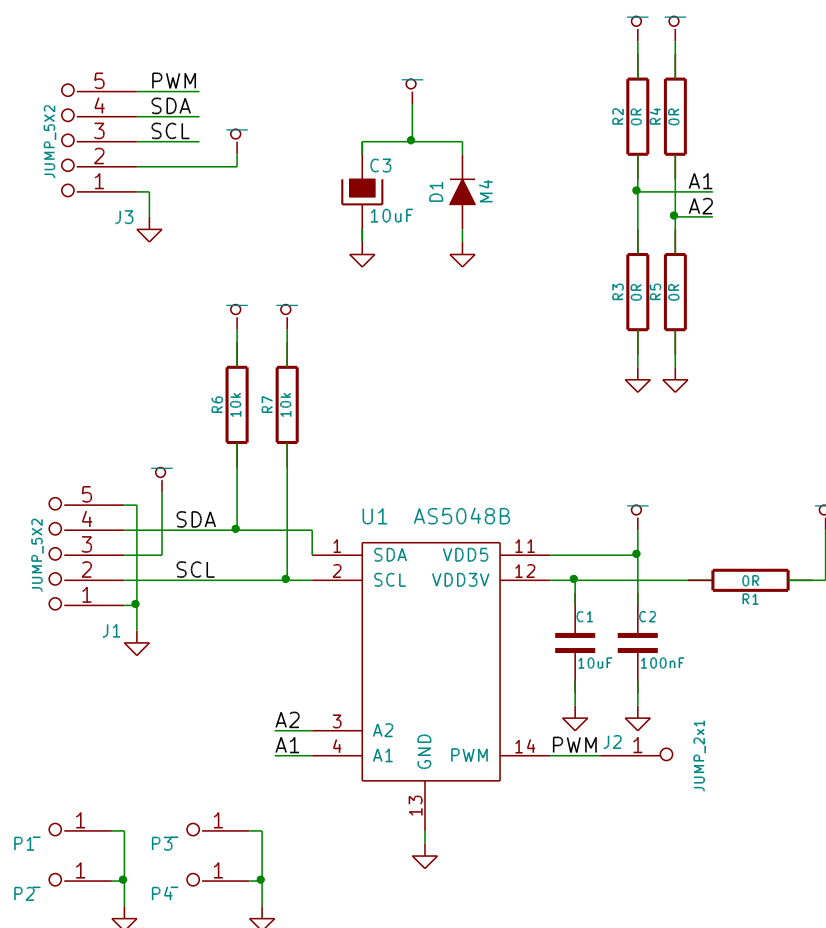 5 PWM
4 SDA
3 SCL
2
1
JUMP_5X2
J3
C3
10uF
D1
M4
R2
0R
R4
0R
A1
A2
R3
0R
R5
0R
R6
10k
R7
10k
5
4 SDA
3
2 SCL
1
JUMP_5X2
J1
U1 AS5048B
1 SDA VDD5 11
2 SCL VDD3V 12
0R
R1
C1
10uF
C2
100nF
A2 3 A2
A1 4 A1
GND
13
PWM 14 PWM J2 1
JUMP_2x1
1
P1
1
P2
1
P3
1
P4